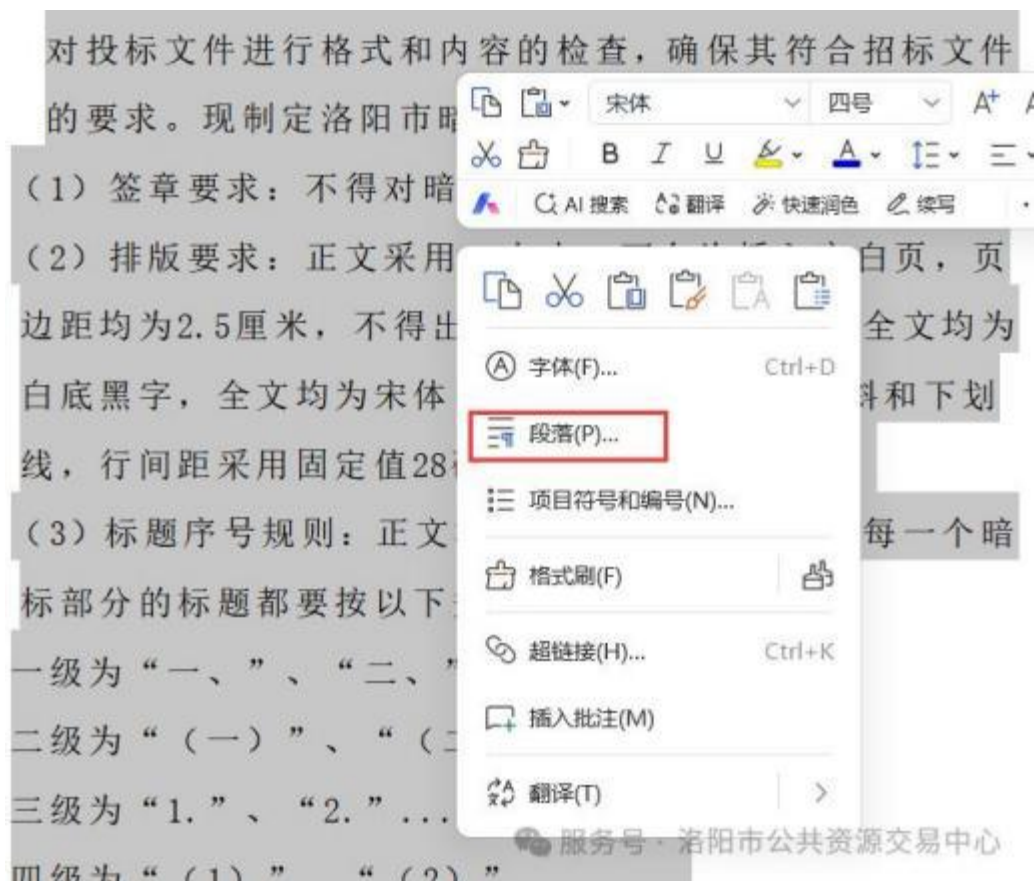 对投标文件进行格式和内容的检查，确保其符合招标文件
的要求。现制定洛阳市暗
（1）签章要求：不得对暗
（2）排版要求：正文采用
白页，页
边距均为2.5厘米，不得出
全文均为
白底黑字，全文均为宋体
和下划
线，行间距采用固定值28
（3）标题序号规则：正文
每一个暗
标部分的标题都要按以下
一级为“一、”、“二、”
二级为“（一）”、“（二
三级为“1.”、“2.”...
四级为“（1）”、“（2）”
宋体 四号 A+
B I U A
AI 搜索 翻译 快速润色 续写
字体(F)... Ctrl+D
段落(P)...
项目符号和编号(N)...
格式刷(F)
超链接(H)... Ctrl+K
插入批注(M)
翻译(T)
服务号 · 洛阳市公共资源交易中心